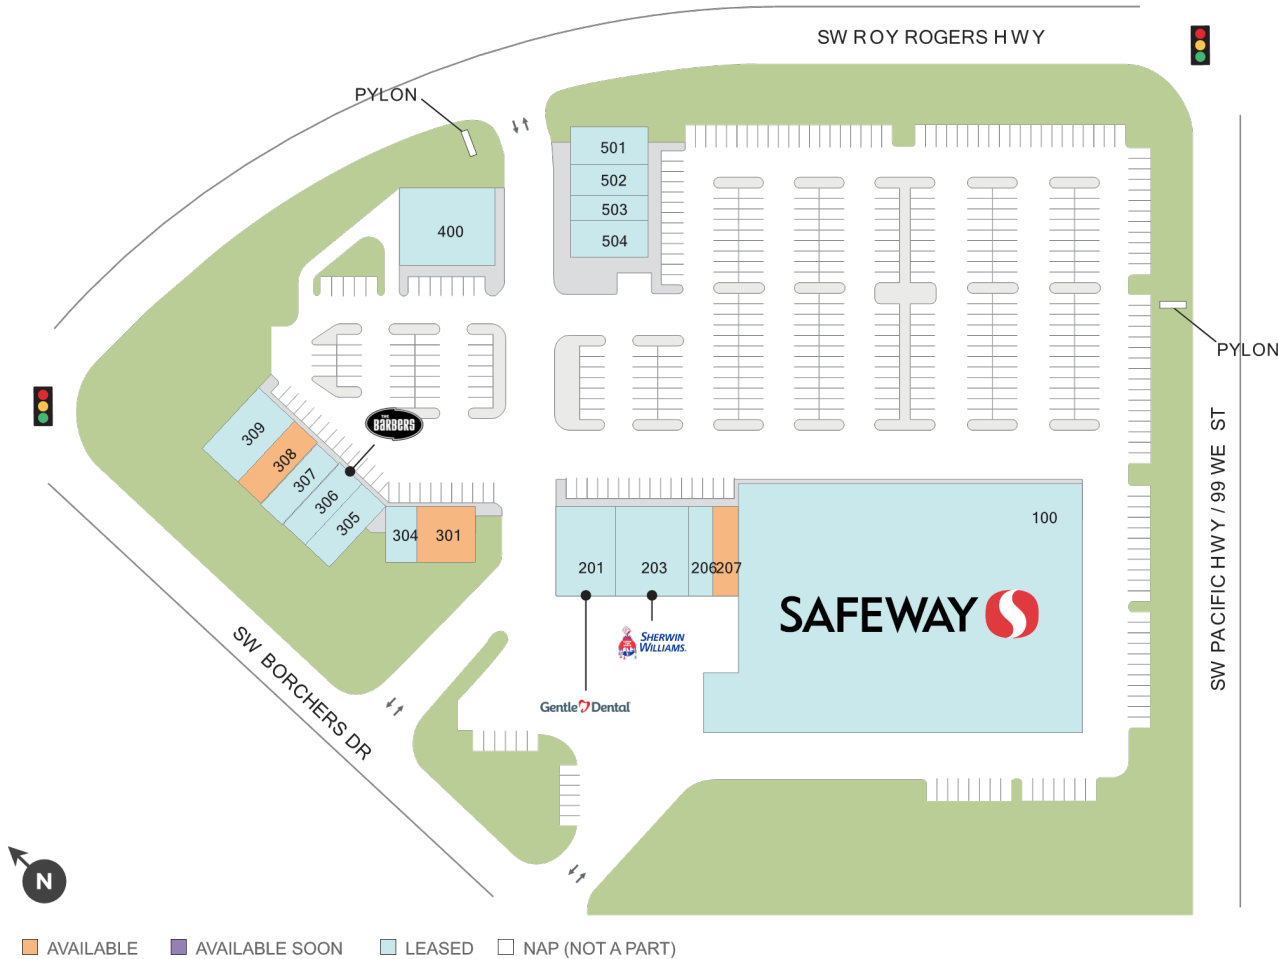 SW ROY ROGERS HWY
PYLON
501
502
503
504
400
PYLON
THE
BARBERS
309
308
307
306
305
304
301
SW PACIFIC HWY / 99 WE ST
100
201
203
206
207
SAFEWAY
SHERWIN
WILLIAMS.
Gentle Dental
SW BORCHERS DR
N
AVAILABLE
AVAILABLE SOON
LEASED
NAP (NOT A PART)